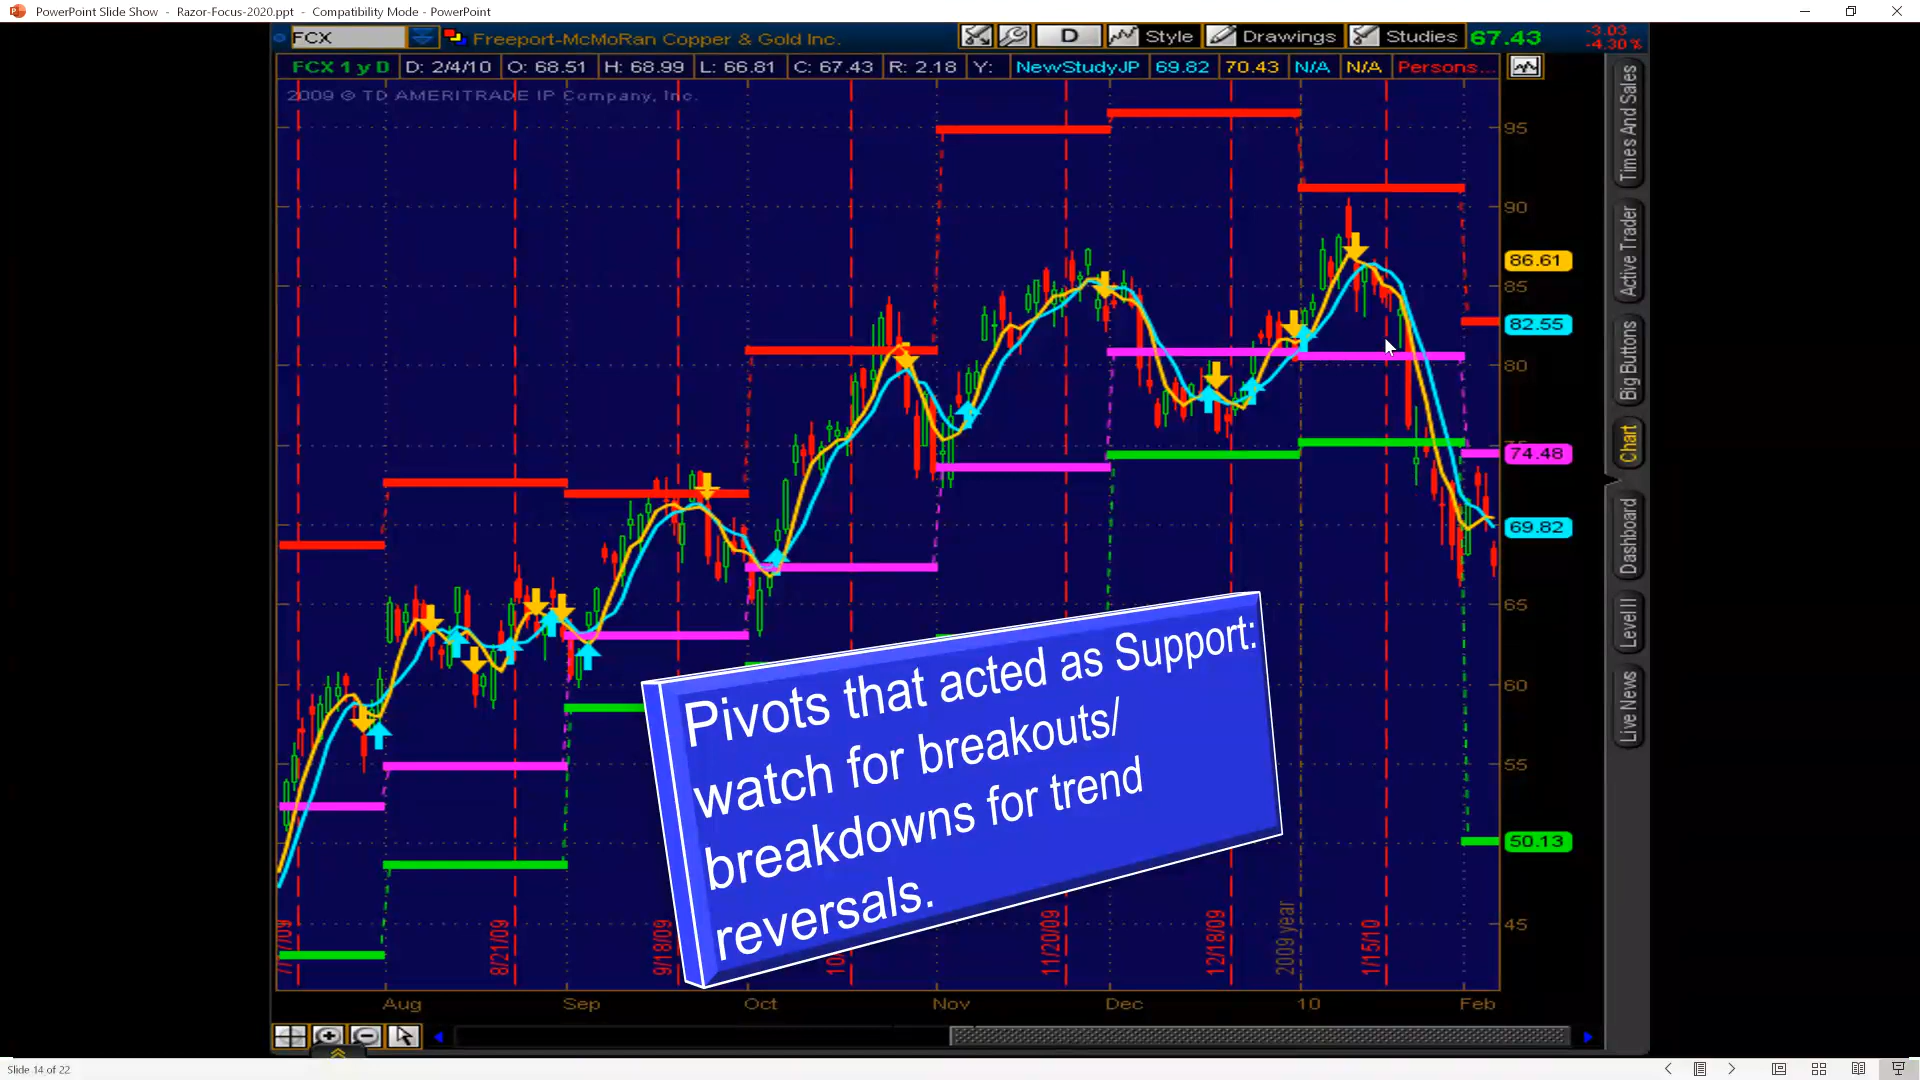 PowerPoint Slide Show - Razor-Focus-2020.ppt - Compatibility Mode - PowerPoint
FCX
Freeport-McMoRan Copper & Gold Inc.
D
Style
Drawings
Studies
67.43
-3.03
-4.30 %
FCX 1 y D
D: 2/4/10
O: 68.51
H: 68.99
L: 66.81
C: 67.43
R: 2.18
Y:
NewStudyJP
69.82
70.43
N/A
N/A
Persons...
2009 © TD AMERITRADE IP Company, Inc.
95
90
86.61
85
82.55
80
74.48
69.82
65
60
55
50.13
45
Times And Sales
Active Trader
Big Buttons
Chart
Dashboard
Level II
Live News
Pivots that acted as Support:
watch for breakouts/
breakdowns for trend
reversals.
8/21/09
9/18/09
11/20/09
12/18/09
2009 year
1/15/10
Aug
Sep
Oct
Nov
Dec
10
Feb
Slide 14 of 22